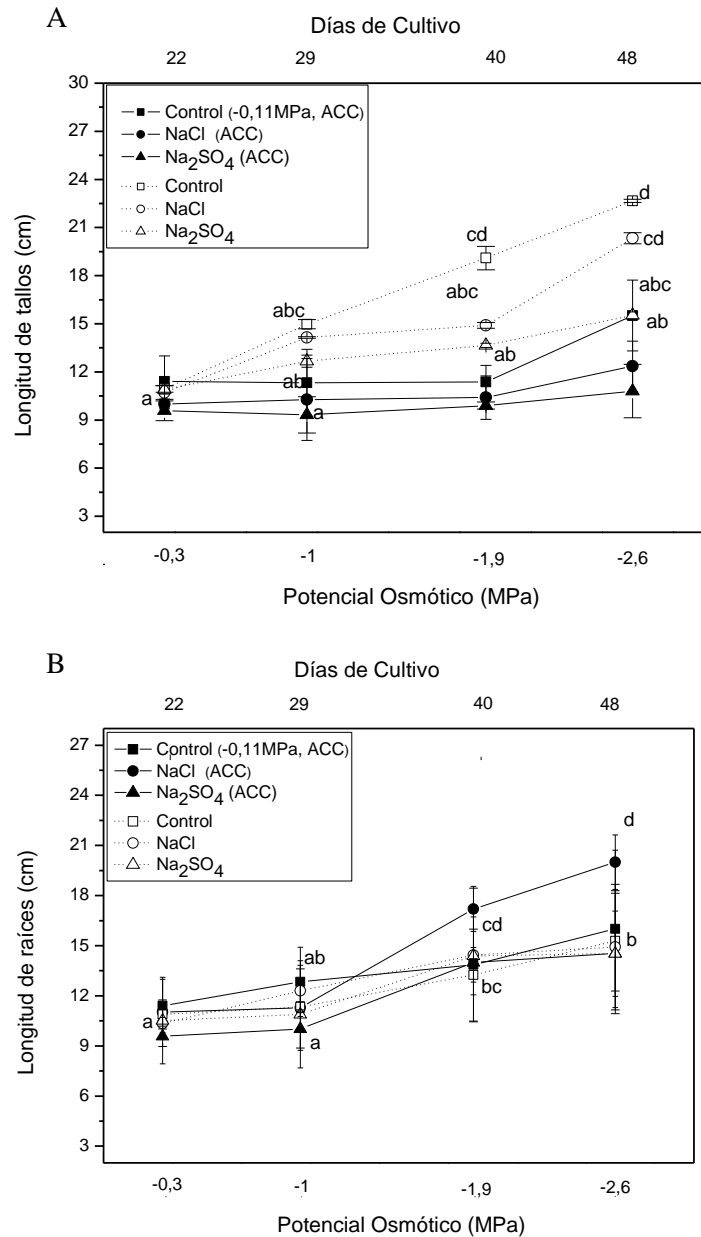 A
Días de Cultivo
22 29 40 48
30
27
24
21
18
15
12
9
6
3
Longitud de tallos (cm)
Control (-0,11MPa, ACC)
NaCl (ACC)
Na2SO4 (ACC)
Control
NaCl
Na2SO4
d
cd
cd
abc
abc
abc
ab
ab
ab
a
a
-0,3 -1 -1,9 -2,6
Potencial Osmótico (MPa)
B
Días de Cultivo
22 29 40 48
27
24
21
18
15
12
9
6
3
Longitud de raíces (cm)
Control (-0,11MPa, ACC)
NaCl (ACC)
Na2SO4 (ACC)
Control
NaCl
Na2SO4
d
cd
ab
b
bc
a
a
-0,3 -1 -1,9 -2,6
Potencial Osmótico (MPa)